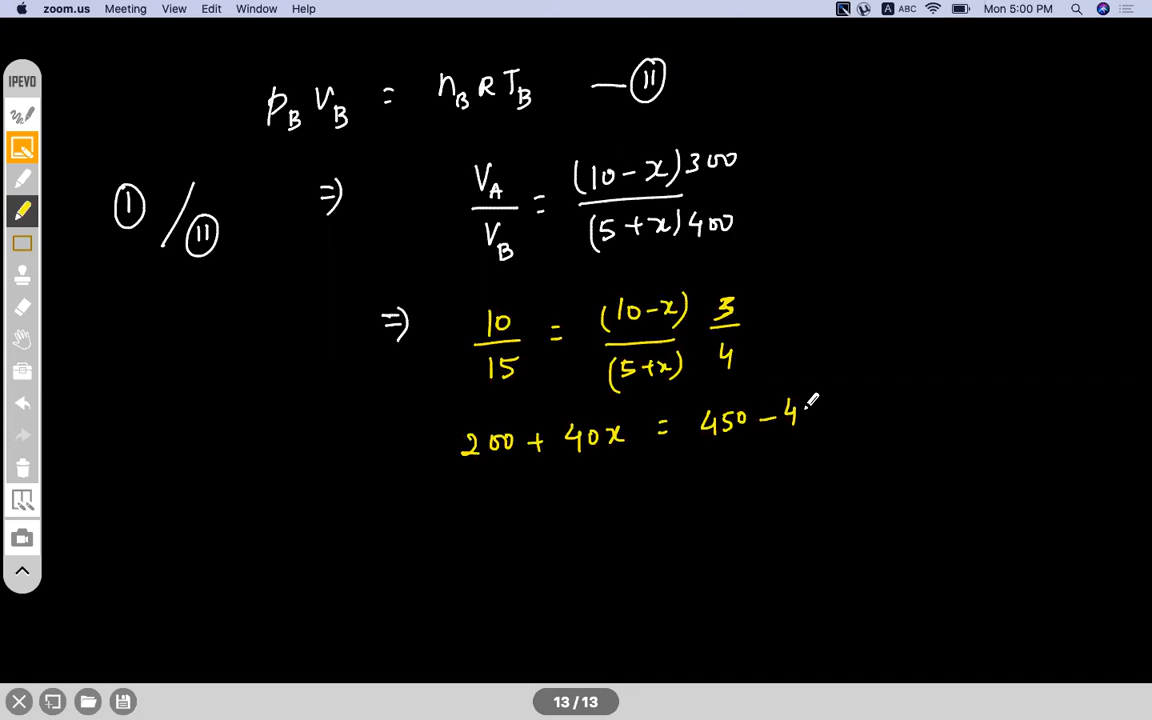 zoom.us Meeting View Edit Window Help A ABC Mon 5:00 PM
IPEVO
p_B V_B = n_B R T_B — II
I / II ⇒ V_A / V_B = (10 - x) 300 / (5 + x) 400
⇒ 10 / 15 = (10 - x) / (5 + x) 3 / 4
200 + 40x = 450 - 4
13 / 13